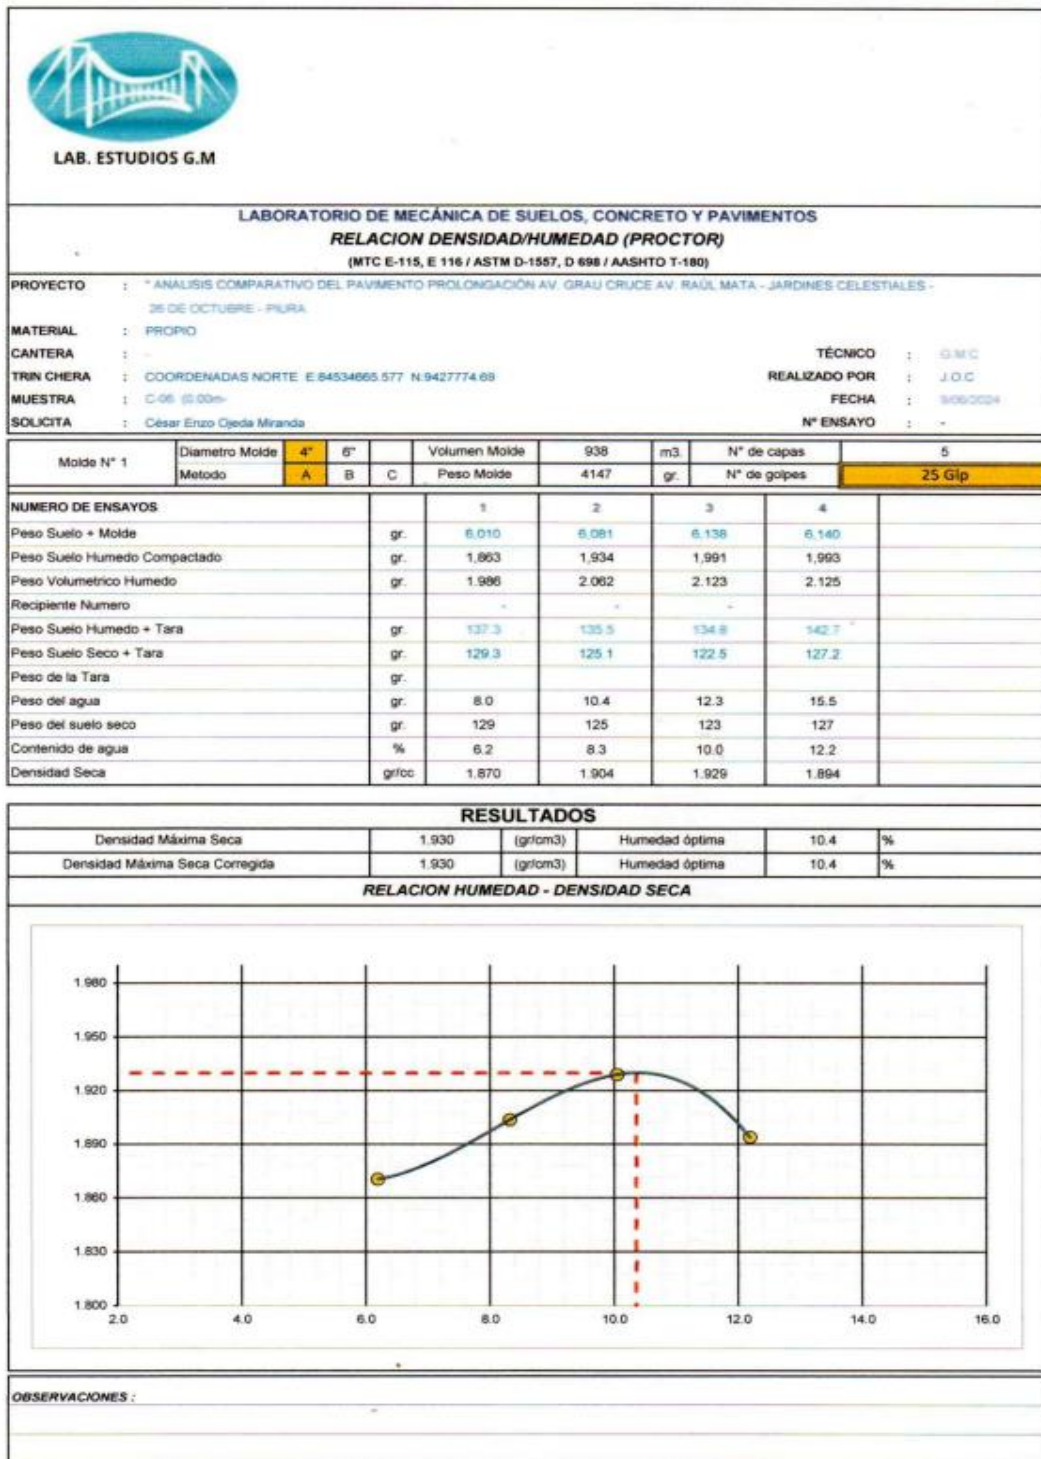 LAB. ESTUDIOS G.M
LABORATORIO DE MECÁNICA DE SUELOS, CONCRETO Y PAVIMENTOS
RELACION DENSIDAD/HUMEDAD (PROCTOR)
(MTC E-115, E 116 / ASTM D-1557, D 698 / AASHTO T-180)
PROYECTO : " ANALISIS COMPARATIVO DEL PAVIMENTO PROLONGACIÓN AV. GRAU CRUCE AV. RAÚL MATA - JARDINES CELESTIALES -
26 DE OCTUBRE - PIURA
MATERIAL : PROPIO
CANTERA : - TÉCNICO : G.M.C
TRIN CHERA : COORDENADAS NORTE E:84534665.577 N:9427774.69 REALIZADO POR : J.O.C
MUESTRA : C-06 (0.00m- FECHA : 9/06/2024
SOLICITA : César Enzo Ojeda Miranda N° ENSAYO : -
Molde N° 1 Diametro Molde 4" 6" Volumen Molde 938 m3. N° de capas 5
Metodo A B C Peso Molde 4147 gr. N° de golpes 25 Glp
NUMERO DE ENSAYOS 1 2 3 4
Peso Suelo + Molde gr. 6,010 6,081 6,138 6,140
Peso Suelo Humedo Compactado gr. 1,863 1,934 1,991 1,993
Peso Volumetrico Humedo gr. 1.986 2.062 2.123 2.125
Recipiente Numero - - -
Peso Suelo Humedo + Tara gr. 137.3 135.5 134.8 142.7
Peso Suelo Seco + Tara gr. 129.3 125.1 122.5 127.2
Peso de la Tara gr.
Peso del agua gr. 8.0 10.4 12.3 15.5
Peso del suelo seco gr. 129 125 123 127
Contenido de agua % 6.2 8.3 10.0 12.2
Densidad Seca gr/cc 1.870 1.904 1.929 1.894
RESULTADOS
Densidad Máxima Seca 1.930 (gr/cm3) Humedad óptima 10.4 %
Densidad Máxima Seca Corregida 1.930 (gr/cm3) Humedad óptima 10.4 %
RELACION HUMEDAD - DENSIDAD SECA
1.980
1.950
1.920
1.890
1.860
1.830
1.800
2.0 4.0 6.0 8.0 10.0 12.0 14.0 16.0
OBSERVACIONES :